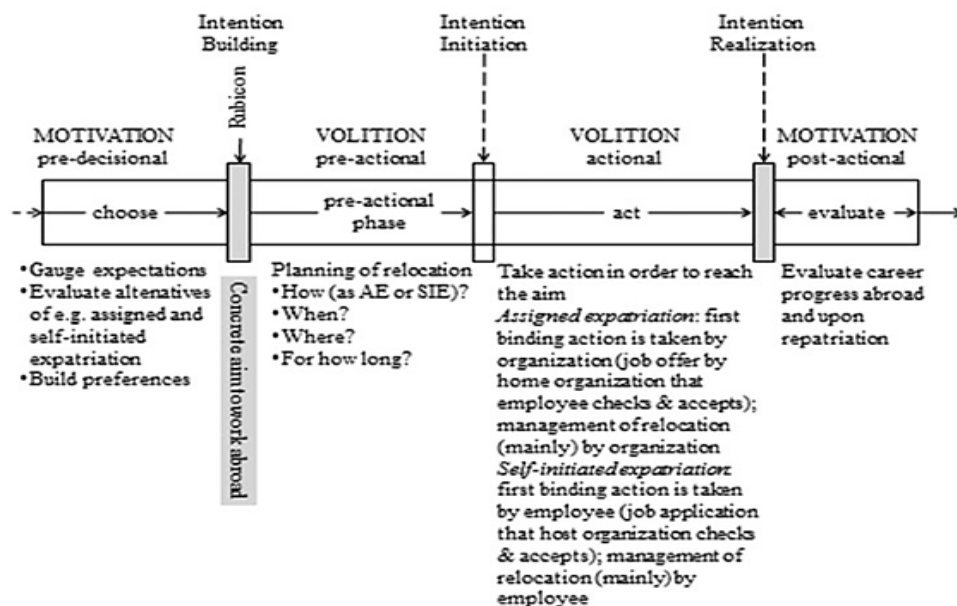 Intention
Building
Intention
Initiation
Intention
Realization
Rubicon
MOTIVATION
pre-decisional
VOLITION
pre-actional
VOLITION
actional
MOTIVATION
post-actional
choose
pre-actional
phase
act
evaluate
•Gauge expectations
•Evaluate altenatives
of e.g. assigned and
self-initiated
expatriation
•Build preferences
Concrete aim to work abroad
Planning of relocation
•How (as AE or SIE)?
•When?
•Where?
•For how long?
Take action in order to reach
the aim
Assigned expatriation: first
binding action is taken by
organization (job offer by
home organization that
employee checks & accepts);
management of relocation
(mainly) by organization
Self-initiated expatriation:
first binding action is taken
by employee (job application
that host organization checks
& accepts); management of
relocation (mainly) by
employee
Evaluate career
progress abroad
and upon
repatriation